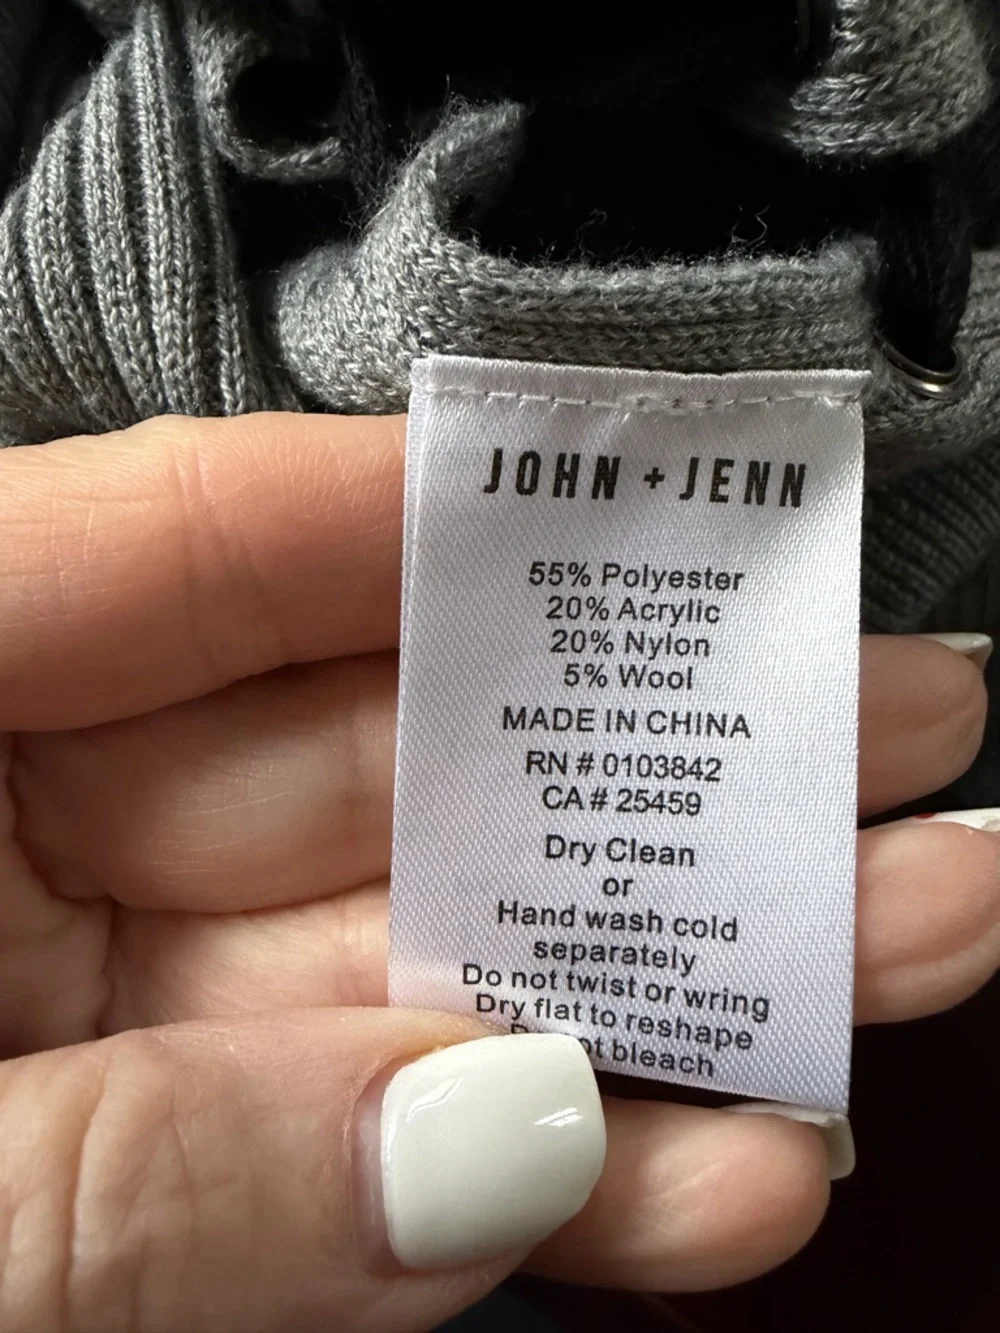 JOHN + JENN
55% Polyester
20% Acrylic
20% Nylon
5% Wool
MADE IN CHINA
RN # 0103842
CA # 25459
Dry Clean
or
Hand wash cold
separately
Do not twist or wring
Dry flat to reshape
bleach